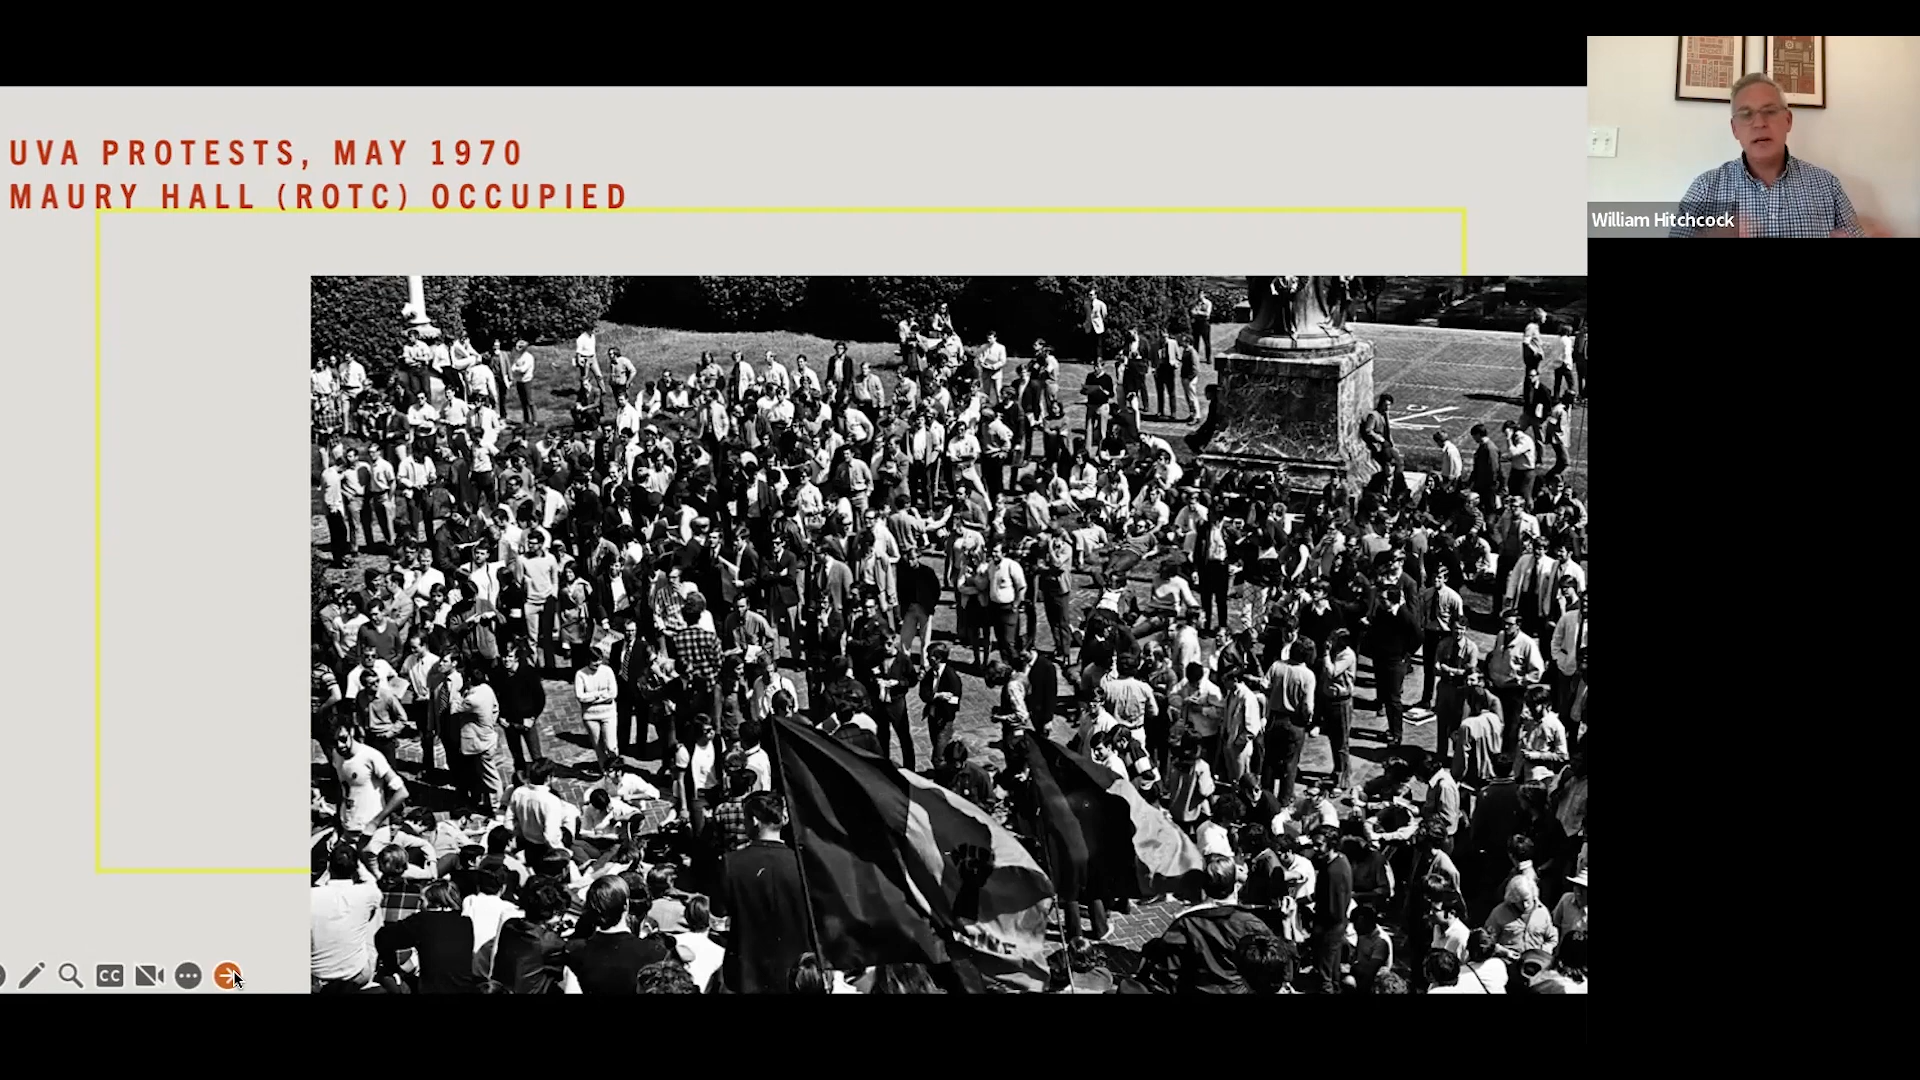 UVA PROTESTS, MAY 1970
MAURY HALL (ROTC) OCCUPIED
William Hitchcock
CC